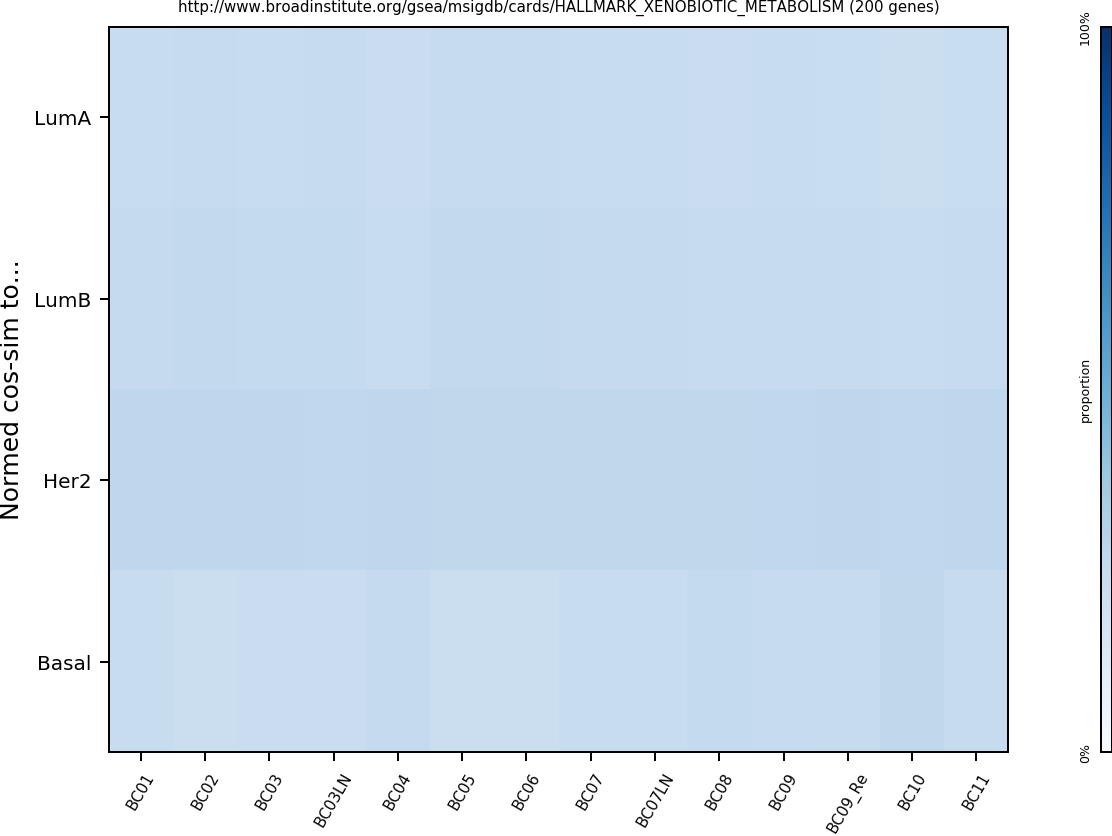 http://www.broadinstitute.org/gsea/msigdb/cards/HALLMARK_XENOBIOTIC_METABOLISM (200 genes)
Normed cos-sim to...
LumA
LumB
Her2
Basal
BC01
BC02
BC03
BC03LN
BC04
BC05
BC06
BC07
BC07LN
BC08
BC09
BC09_Re
BC10
BC11
100%
proportion
0%